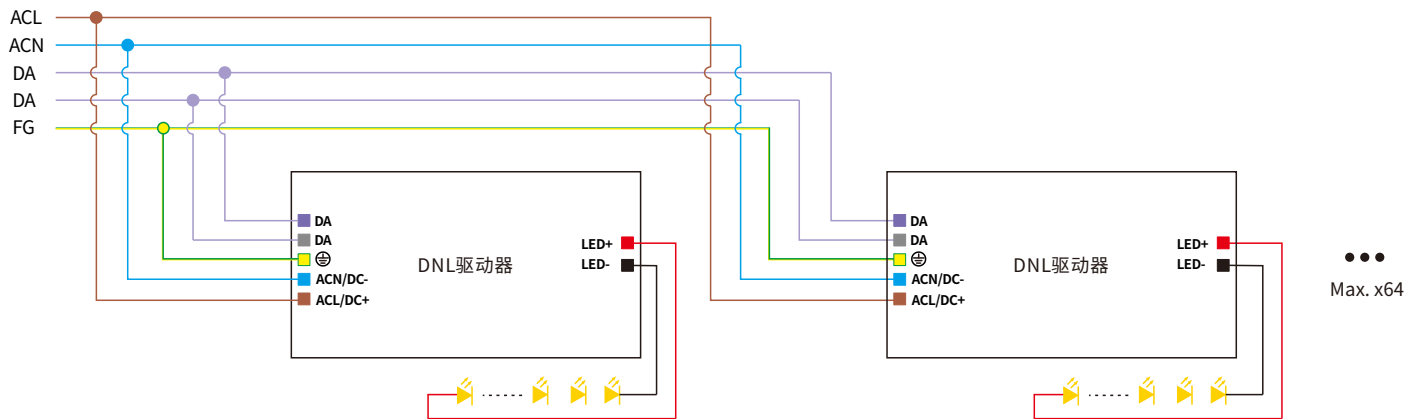 ACL
ACN
DA
DA
FG
DA
DA
ACN/DC-
ACL/DC+
DNL驱动器
LED+
LED-
DA
DA
ACN/DC-
ACL/DC+
DNL驱动器
LED+
LED-
Max. x64